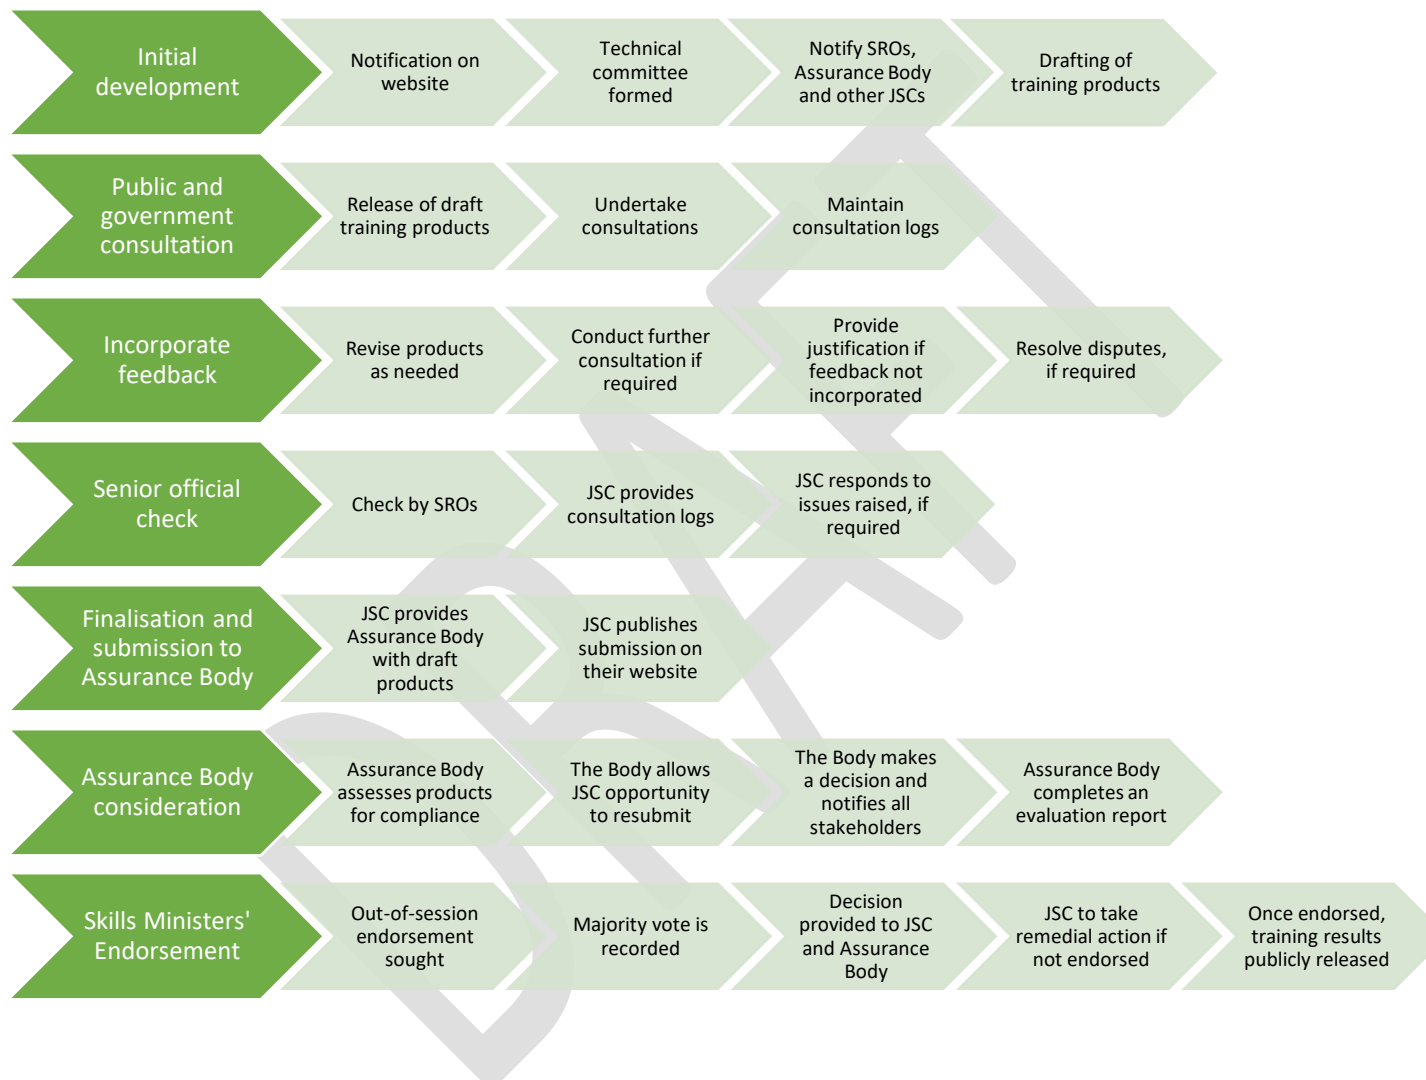 Initial
development
Notification on
website
Technical
committee
formed
Notify SROs,
Assurance Body
and other JSCs
Drafting of
training products
Public and
government
consultation
Release of draft
training products
Undertake
consultations
Maintain
consultation logs
Incorporate
feedback
Revise products
as needed
Conduct further
consultation if
required
Provide
justification if
feedback not
incorporated
Resolve disputes,
if required
Senior official
check
Check by SROs
JSC provides
consultation logs
JSC responds to
issues raised, if
required
Finalisation and
submission to
Assurance Body
JSC provides
Assurance Body
with draft
products
JSC publishes
submission on
their website
Assurance Body
consideration
Assurance Body
assesses products
for compliance
The Body allows
JSC opportunity
to resubmit
The Body makes
a decision and
notifies all
stakeholders
Assurance Body
completes an
evaluation report
Skills Ministers'
Endorsement
Out-of-session
endorsement
sought
Majority vote is
recorded
Decision
provided to JSC
and Assurance
Body
JSC to take
remedial action if
not endorsed
Once endorsed,
training results
publicly released
DRAFT